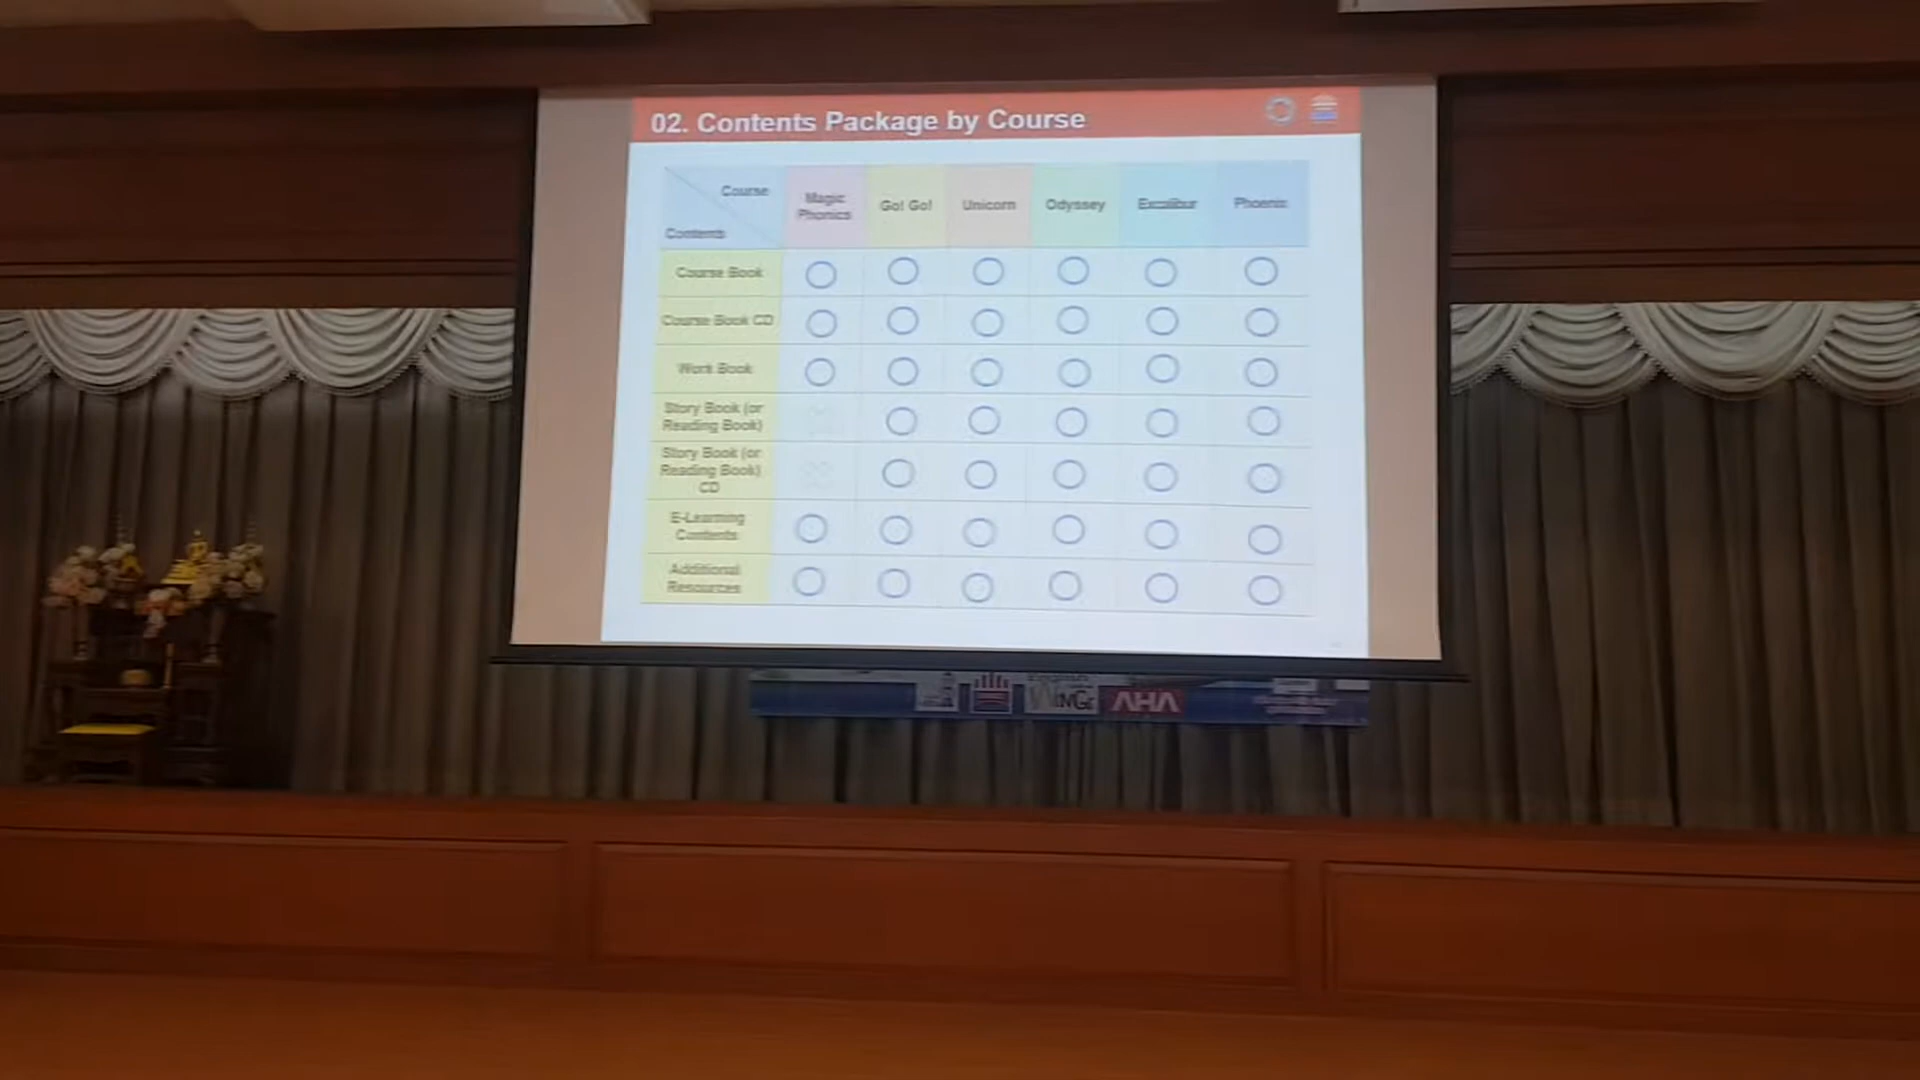 02. Contents Package by Course
Course
Contents
Magic
Phonics
Go! Go!
Unicorn
Odyssey
Excalibur
Phoenix
Course Book
Course Book CD
Work Book
Story Book (or
Reading Book)
Story Book (or
Reading Book)
CD
E-Learning
Contents
Additional
Resources
WINGS
AHA